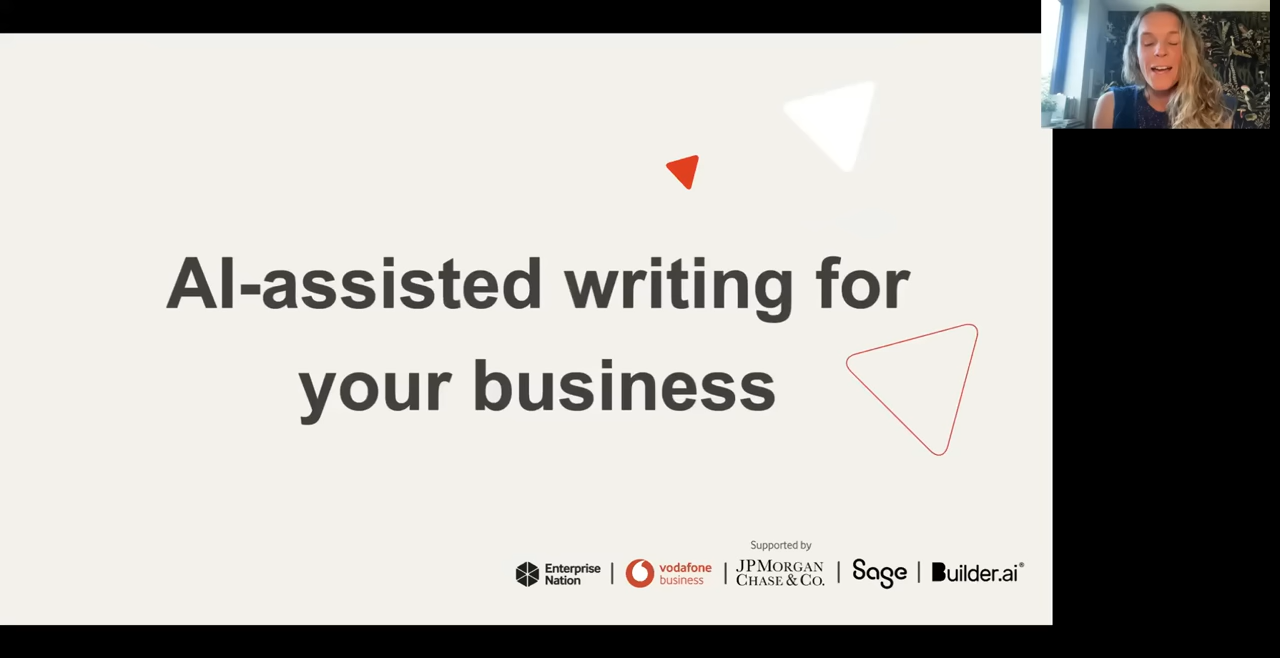 AI-assisted writing for
your business
Supported by
Enterprise
Nation
vodafone
business
JPMORGAN
CHASE & CO.
Sage
Builder.ai®